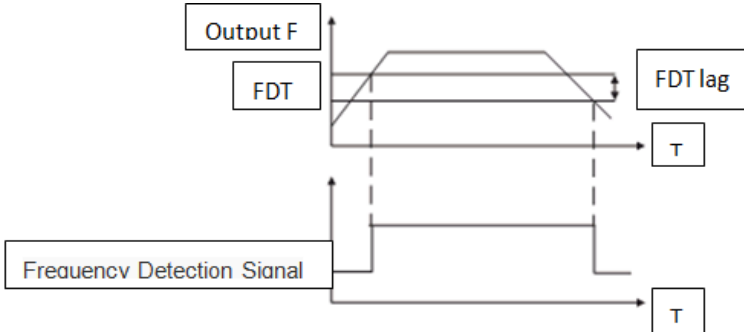 Output F
FDT
FDT lag
T
Frequency Detection Signal
T